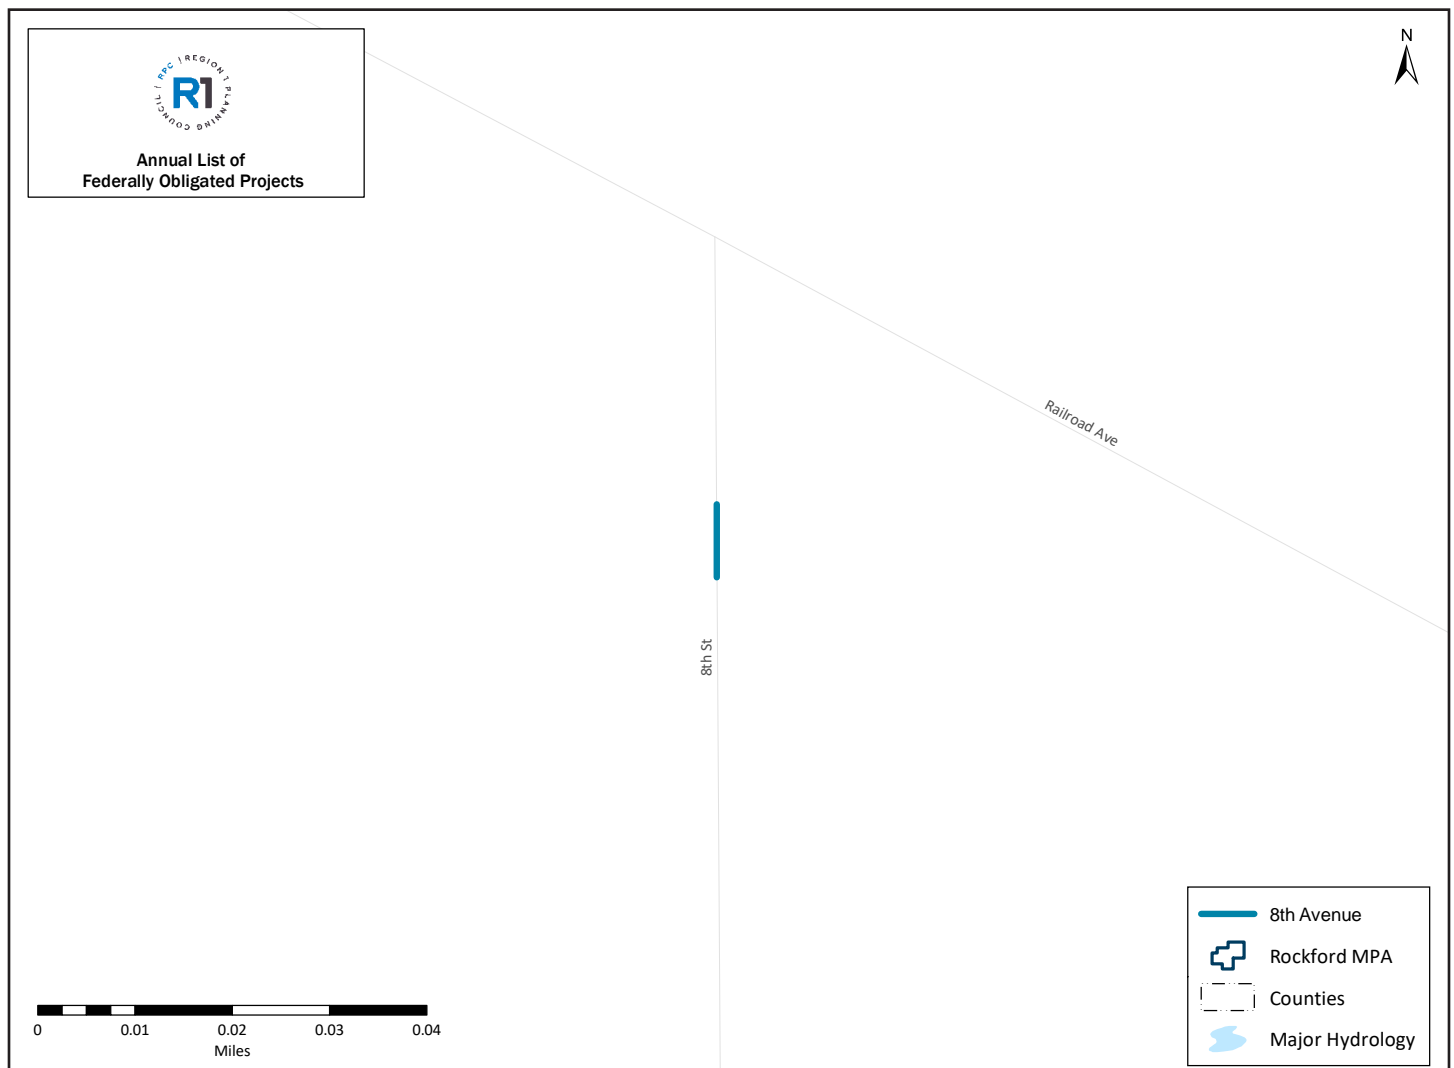 N
RPC | REGION 1 PLANNING COUNCIL |
R1
Annual List of
Federally Obligated Projects
Railroad Ave
8th St
8th Avenue
Rockford MPA
Counties
Major Hydrology
0 0.01 0.02 0.03 0.04
Miles